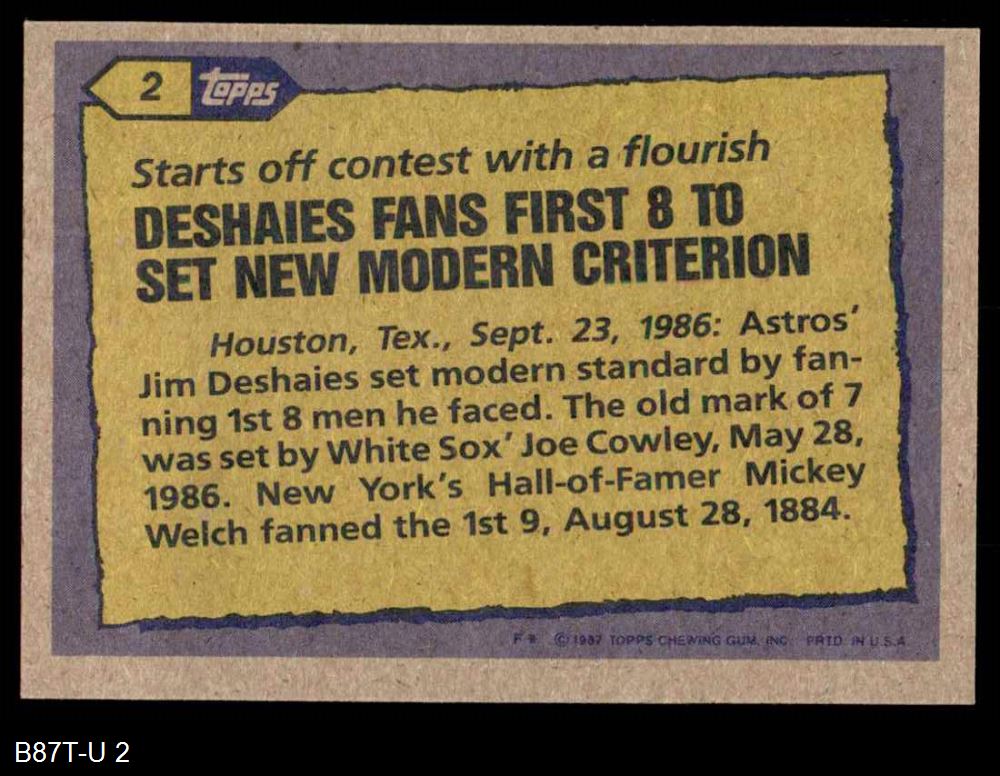 2 Topps
Starts off contest with a flourish
DESHAIES FANS FIRST 8 TO
SET NEW MODERN CRITERION
Houston, Tex., Sept. 23, 1986: Astros'
Jim Deshaies set modern standard by fan-
ning 1st 8 men he faced. The old mark of 7
was set by White Sox' Joe Cowley, May 28,
1986. New York's Hall-of-Famer Mickey
Welch fanned the 1st 9, August 28, 1884.
© 1987 TOPPS CHEWING GUM, INC. PRTD. IN U.S.A.
B87T-U 2